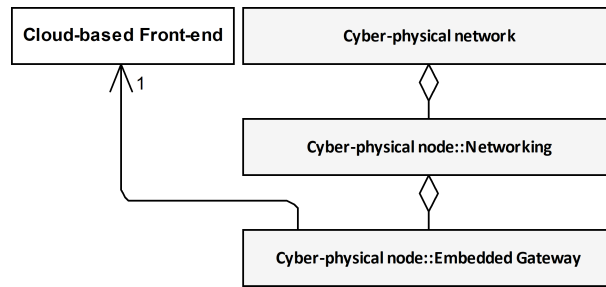 Cloud-based Front-end
Cyber-physical network
1
Cyber-physical node::Networking
Cyber-physical node::Embedded Gateway